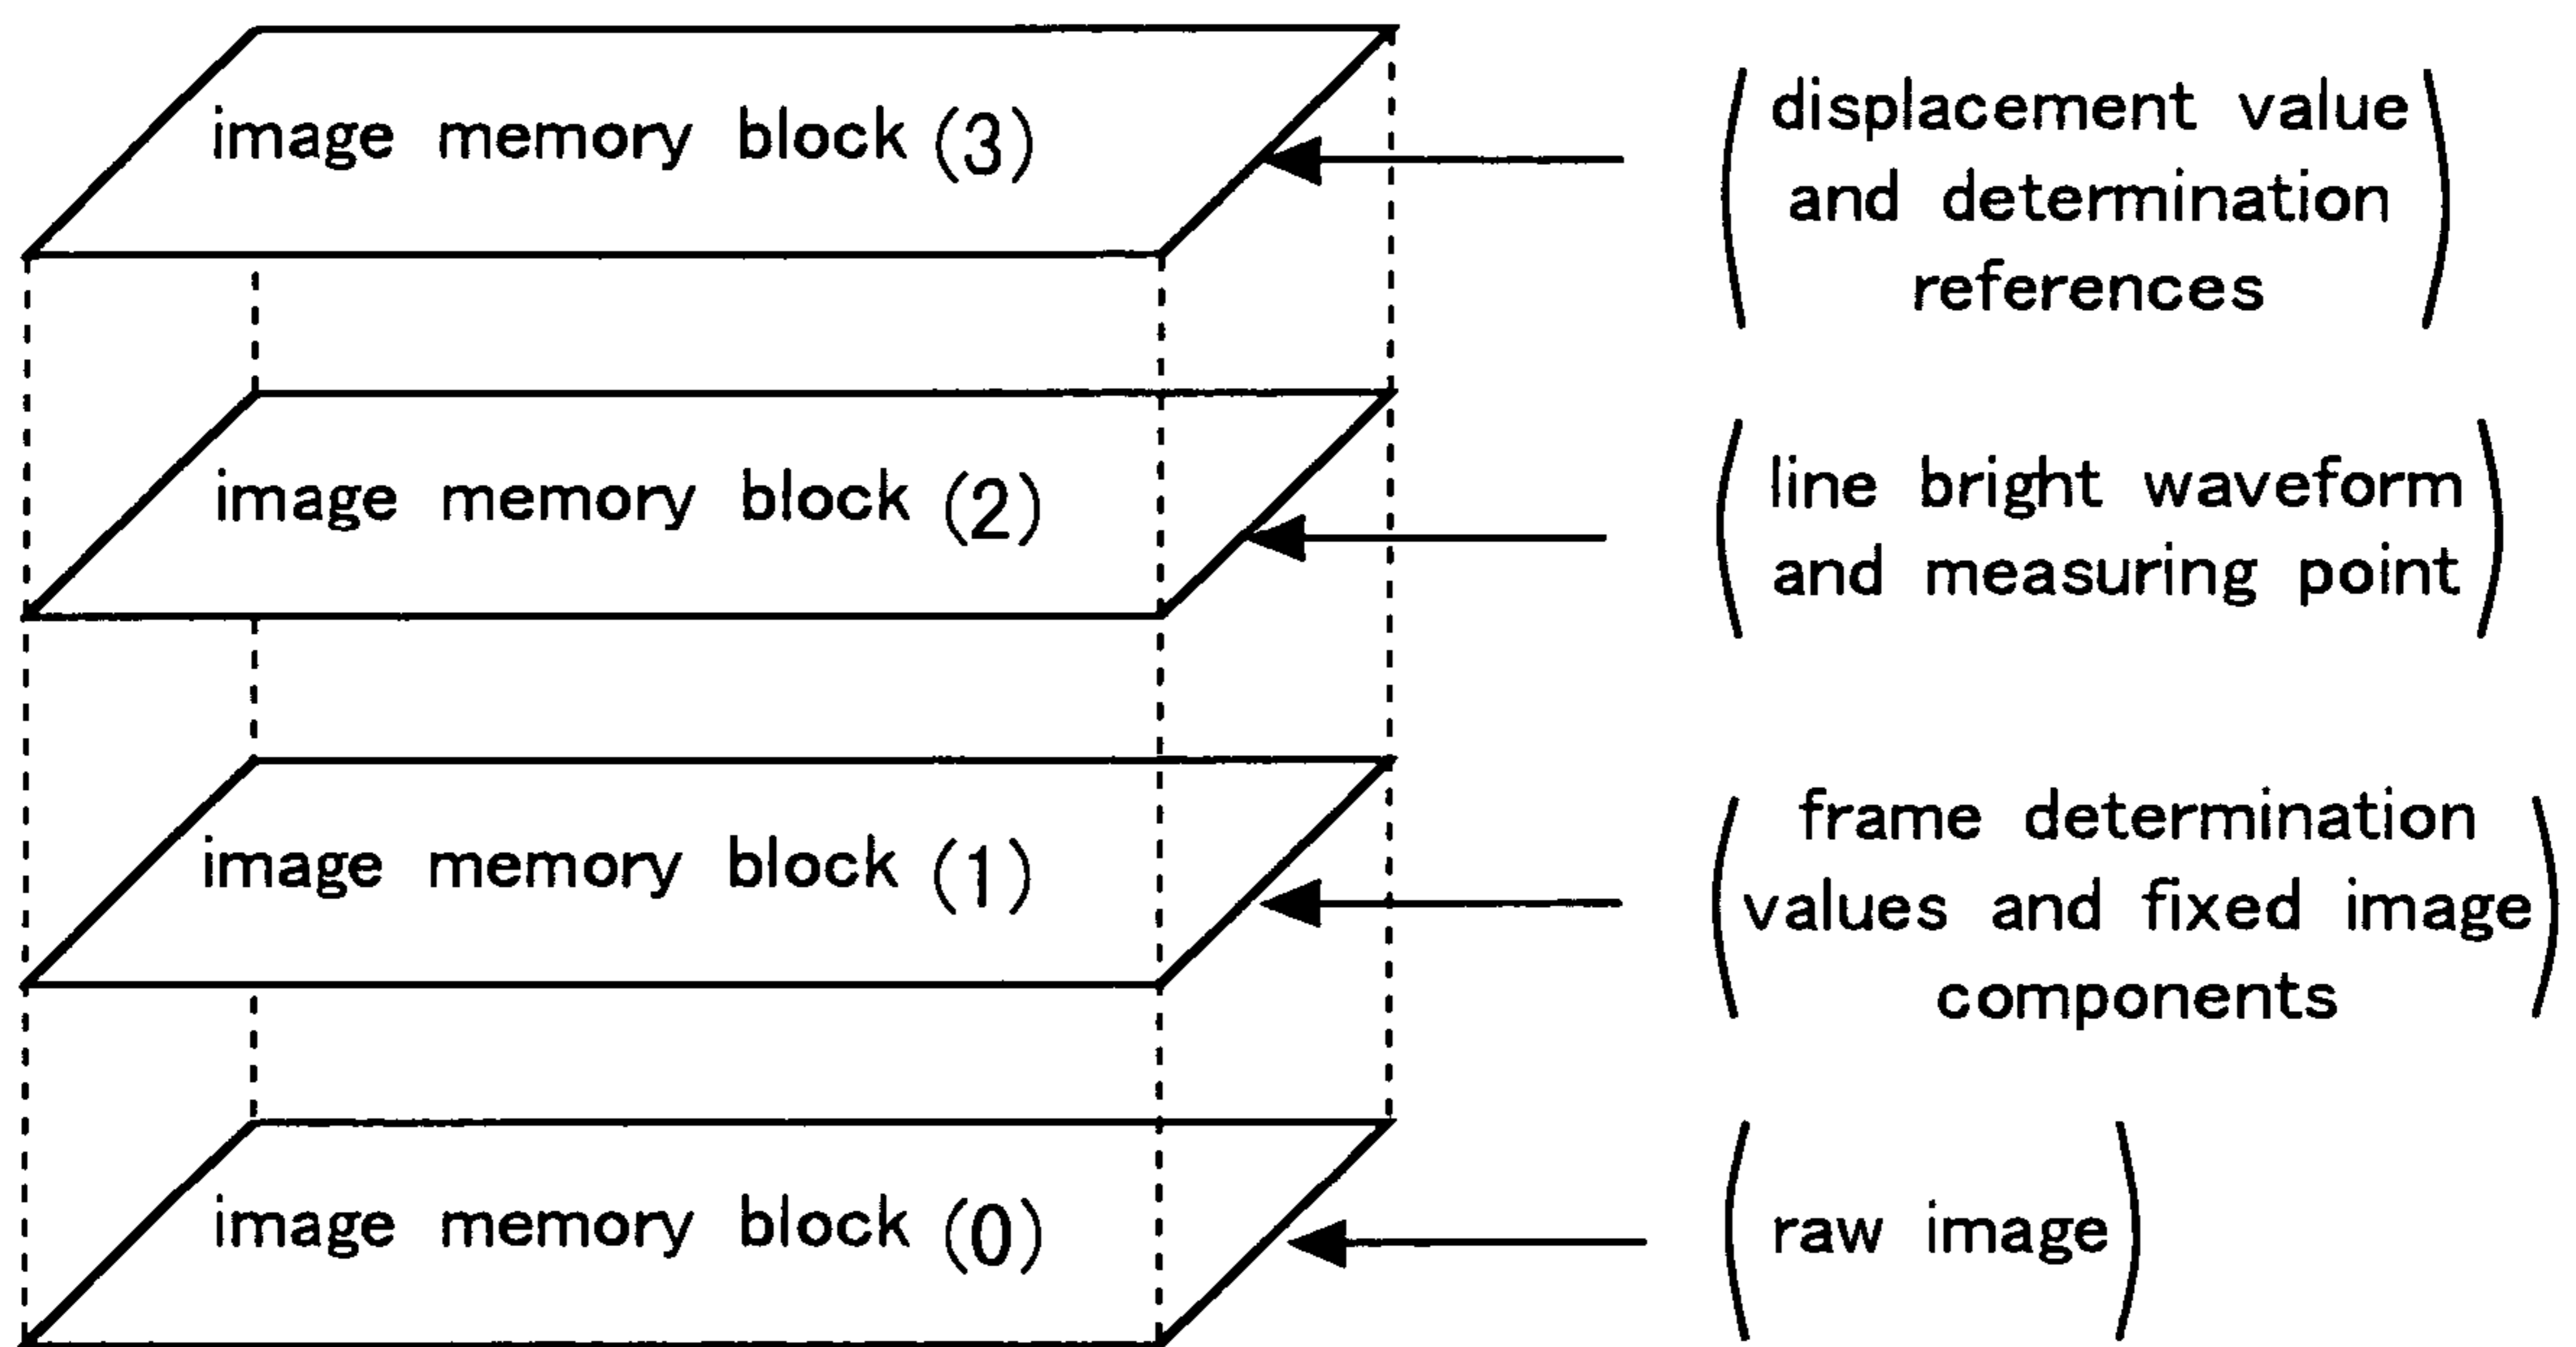 image memory block (3)
displacement value
and determination
references
image memory block (2)
line bright waveform
and measuring point
image memory block (1)
frame determination
values and fixed image
components
image memory block (0)
raw image